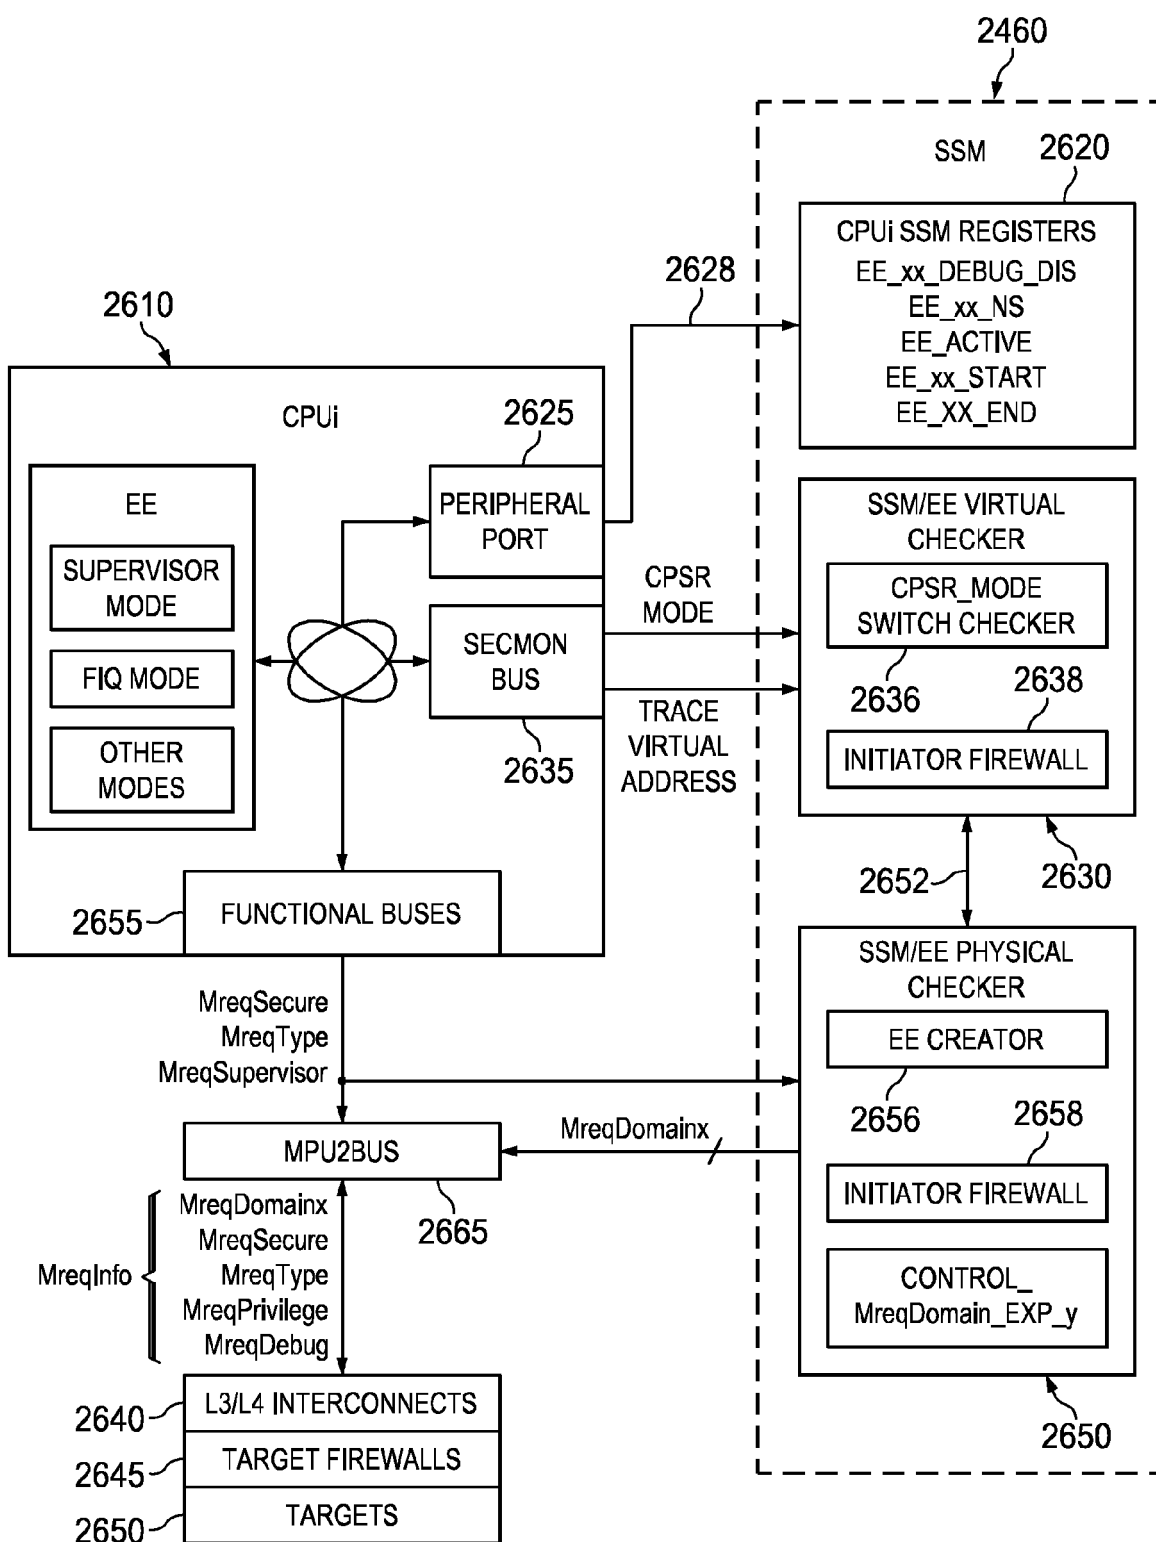 2460
SSM
2620
CPUi SSM REGISTERS
EE_xx_DEBUG_DIS
EE_xx_NS
EE_ACTIVE
EE_xx_START
EE_XX_END
2628
2610
CPUi
2625
PERIPHERAL
PORT
EE
SUPERVISOR
MODE
FIQ MODE
OTHER
MODES
SECMON
BUS
2635
CPSR
MODE
TRACE
VIRTUAL
ADDRESS
SSM/EE VIRTUAL
CHECKER
CPSR_MODE
SWITCH CHECKER
2636
2638
INITIATOR FIREWALL
2630
2652
2655
FUNCTIONAL BUSES
MreqSecure
MreqType
MreqSupervisor
SSM/EE PHYSICAL
CHECKER
EE CREATOR
2656
2658
INITIATOR FIREWALL
CONTROL_
MreqDomain_EXP_y
2650
MreqDomainx
MPU2BUS
2665
MreqInfo
MreqDomainx
MreqSecure
MreqType
MreqPrivilege
MreqDebug
2640
L3/L4 INTERCONNECTS
2645
TARGET FIREWALLS
2650
TARGETS